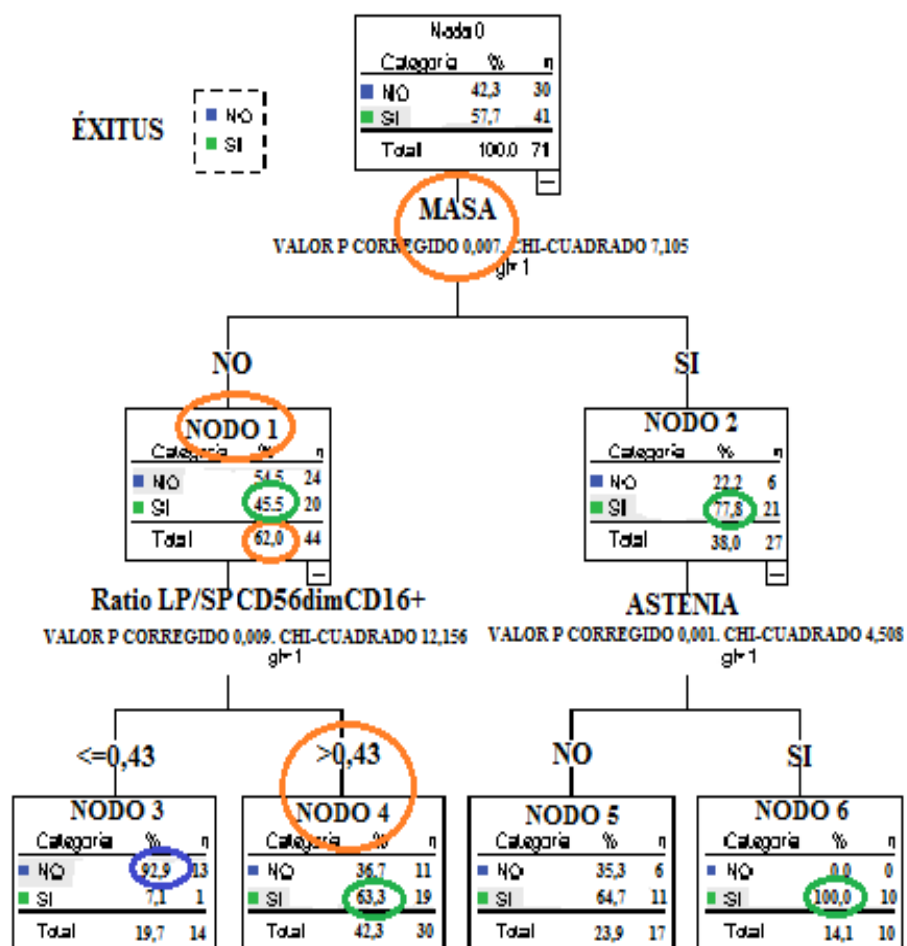 Nodo 0
Categoría % n
NO 42,3 30
SI 57,7 41
Total 100,0 71
ÉXITUS
NO
SI
MASA
VALOR P CORREGIDO 0,007. CHI-CUADRADO 7,105
gl=1
NO
SI
NODO 1
Categoría % n
NO 54,5 24
SI 45,5 20
Total 62,0 44
NODO 2
Categoría % n
NO 22,2 6
SI 77,8 21
Total 38,0 27
Ratio LP/SP CD56dimCD16+
VALOR P CORREGIDO 0,009. CHI-CUADRADO 12,156
gl=1
ASTENIA
VALOR P CORREGIDO 0,001. CHI-CUADRADO 4,508
gl=1
<=0,43
>0,43
NO
SI
NODO 3
Categoría % n
NO 92,9 13
SI 7,1 1
Total 19,7 14
NODO 4
Categoría % n
NO 36,7 11
SI 63,3 19
Total 42,3 30
NODO 5
Categoría % n
NO 35,3 6
SI 64,7 11
Total 23,9 17
NODO 6
Categoría % n
NO 0,0 0
SI 100,0 10
Total 14,1 10